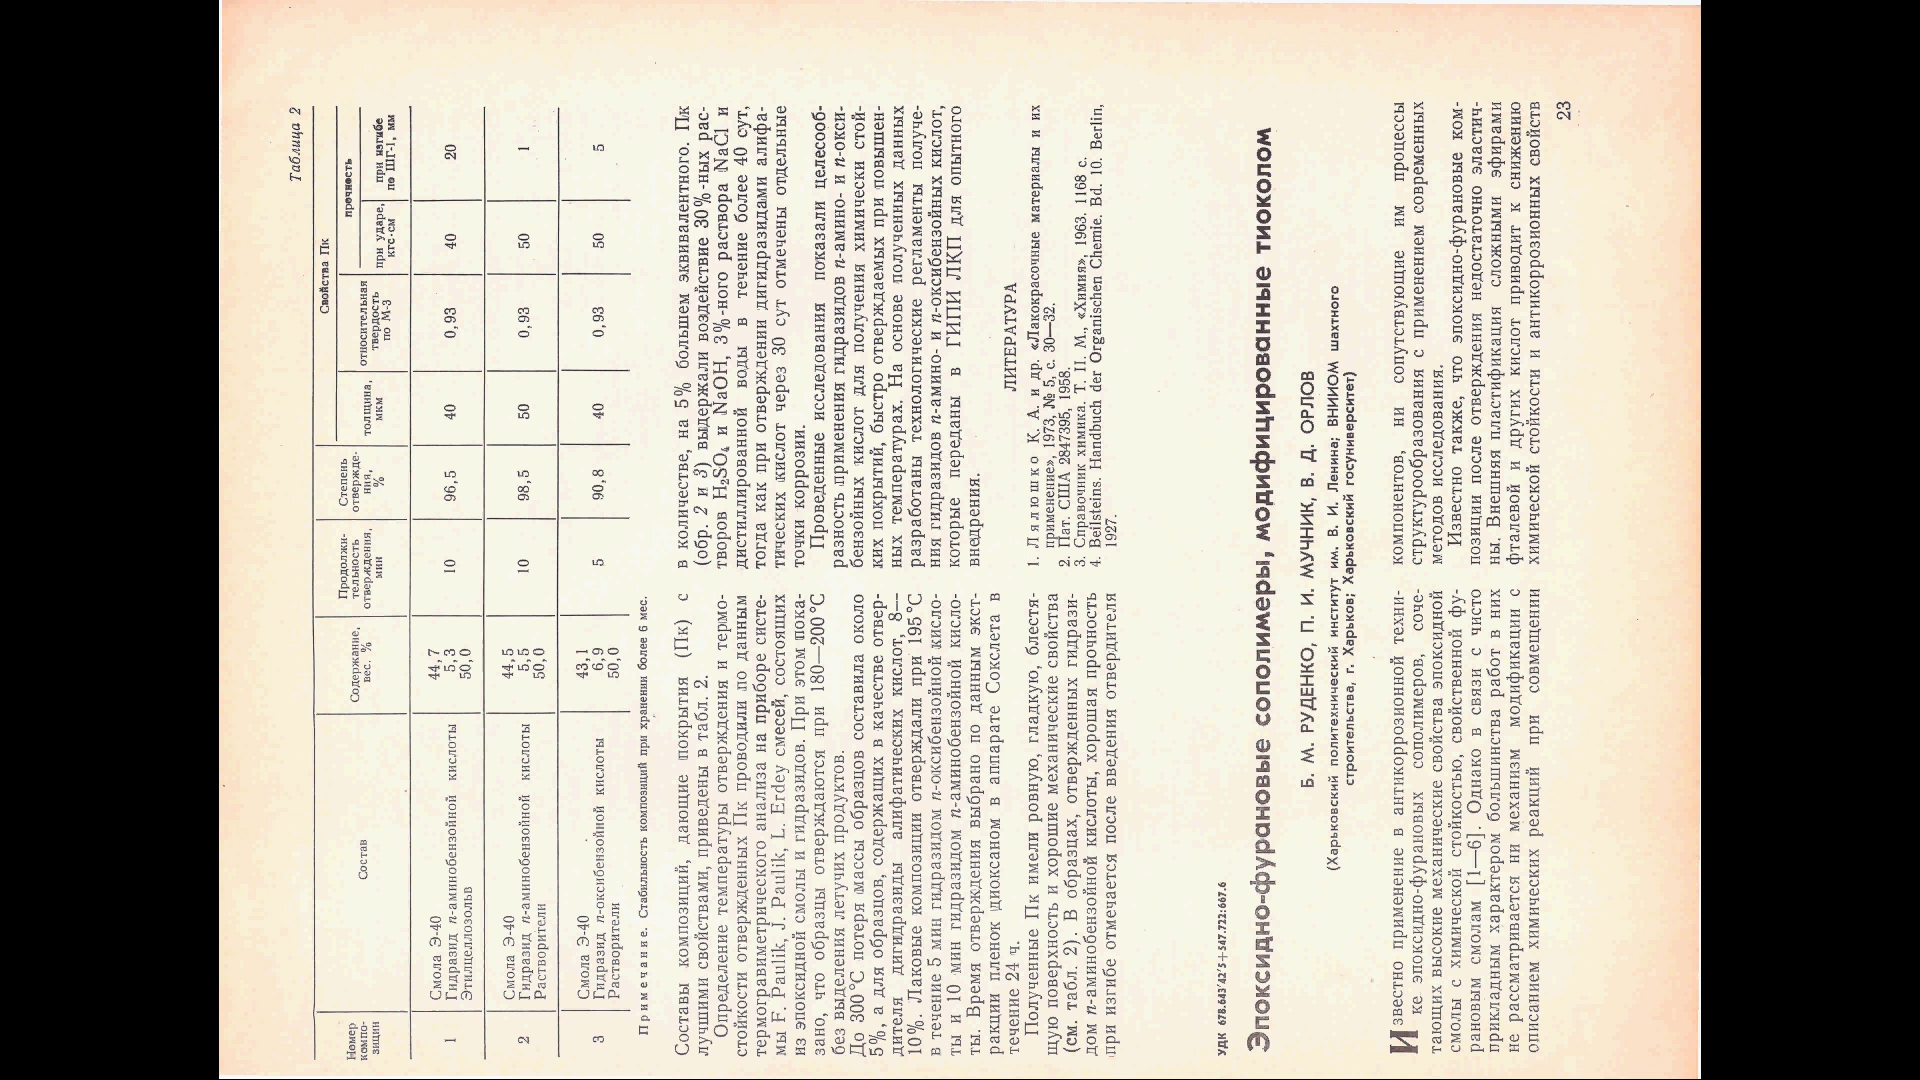 Таблица 2
Номер компо-зиции
Состав
Содержание, вес. %
Продолжи-тельность отверждения, мин
Степень отвержде-ния, %
Свойства Пк
толщина, мкм
относительная твердость по М-3
прочность
при ударе, кгс·см
при изгибе по ШГ-1, мм
1 Смола Э-40 44,7 10 96,5 40 0,93 40 20
Гидразид п-аминобензойной кислоты 5,3
Этилцеллозольв 50,0
2 Смола Э-40 44,5 10 98,5 50 0,93 50 1
Гидразид п-аминобензойной кислоты 5,5
Растворители 50,0
3 Смола Э-40 43,1 5 90,8 40 0,93 50 5
Гидразид п-оксибензойной кислоты 6,9
Растворители 50,0
Примечание. Стабильность композиций при хранении более 6 мес.
Составы композиций, дающие покрытия (Пк) с
лучшими свойствами, приведены в табл. 2.
Определение температуры отверждения и термо-
стойкости отвержденных Пк проводили по данным
термогравиметрического анализа на приборе систе-
мы F. Paulik, J. Paulik, L. Erdey смесей, состоящих
из эпоксидной смолы и гидразидов. При этом пока-
зано, что образцы отверждаются при 180—200 °С
без выделения летучих продуктов.
До 300 °С потеря массы образцов составила около
5%, а для образцов, содержащих в качестве отвер-
дителя дигидразиды алифатических кислот, 8—
10%. Лаковые композиции отверждали при 195 °С
в течение 5 мин гидразидом п-оксибензойной кисло-
ты и 10 мин гидразидом п-аминобензойной кисло-
ты. Время отверждения выбрано по данным экст-
ракции пленок диоксаном в аппарате Сокслета в
течение 24 ч.
Полученные Пк имели ровную, гладкую, блестя-
щую поверхность и хорошие механические свойства
(см. табл. 2). В образцах, отвержденных гидрази-
дом п-аминобензойной кислоты, хорошая прочность
при изгибе отмечается после введения отвердителя
в количестве, на 5% большем эквивалентного. Пк
(обр. 2 и 3) выдержали воздействие 30%-ных рас-
творов H₂SO₄ и NaOH, 3%-ного раствора NaCl и
дистиллированной воды в течение более 40 сут,
тогда как при отверждении дигидразидами алифа-
тических кислот через 30 сут отмечены отдельные
точки коррозии.
Проведенные исследования показали целесооб-
разность применения гидразидов п-амино- и п-окси-
бензойных кислот для получения химически стой-
ких покрытий, быстро отверждаемых при повышен-
ных температурах. На основе полученных данных
разработаны технологические регламенты получе-
ния гидразидов п-амино- и п-оксибензойных кислот,
которые переданы в ГИПИ ЛКП для опытного
внедрения.
ЛИТЕРАТУРА
1. Лялюшко К. А. и др. «Лакокрасочные материалы и их
применение», 1973, № 5, с. 30—32.
2. Пат. США 2847395, 1958.
3. Справочник химика. Т. II. М., «Химия», 1963. 1168 с.
4. Beilsteins. Handbuch der Organischen Chemie. Bd. 10. Berlin,
1927.
УДК 678.643'42'5+547.722:667.6
Эпоксидно-фурановые сополимеры, модифицированные тиоколом
Б. М. РУДЕНКО, П. И. МУЧНИК, В. Д. ОРЛОВ
(Харьковский политехнический институт им. В. И. Ленина; ВНИИОМ шахтного
строительства, г. Харьков; Харьковский госуниверситет)
Известно применение в антикоррозионной техни-
ке эпоксидно-фурановых сополимеров, соче-
тающих высокие механические свойства эпоксидной
смолы с химической стойкостью, свойственной фу-
рановым смолам [1—6]. Однако в связи с чисто
прикладным характером большинства работ в них
не рассматривается ни механизм модификации с
описанием химических реакций при совмещении
компонентов, ни сопутствующие им процессы
структурообразования с применением современных
методов исследования.
Известно также, что эпоксидно-фурановые ком-
позиции после отверждения недостаточно эластич-
ны. Внешняя пластификация сложными эфирами
фталевой и других кислот приводит к снижению
химической стойкости и антикоррозионных свойств
23